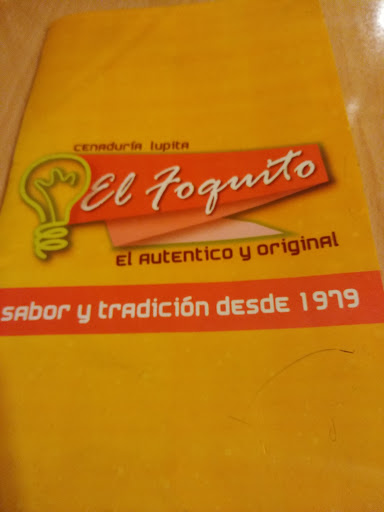 CENADURÍA lupita
El Foquito
El AUTENTICO y ORIGINAL
SABOR y TRADICIÓN DESDE 1979